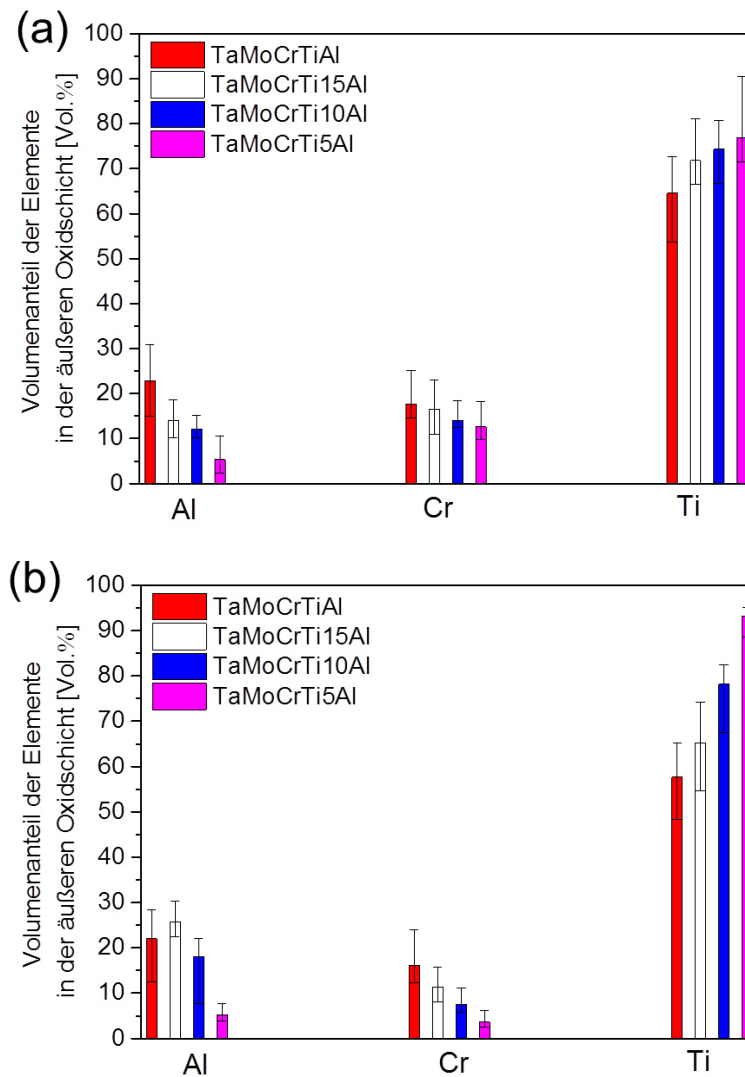 (a)
Volumenanteil der Elemente
in der äußeren Oxidschicht [Vol.%]
100
90
80
70
60
50
40
30
20
10
0
TaMoCrTiAl
TaMoCrTi15Al
TaMoCrTi10Al
TaMoCrTi5Al
Al Cr Ti
(b)
Volumenanteil der Elemente
in der äußeren Oxidschicht [Vol.%]
100
90
80
70
60
50
40
30
20
10
0
TaMoCrTiAl
TaMoCrTi15Al
TaMoCrTi10Al
TaMoCrTi5Al
Al Cr Ti